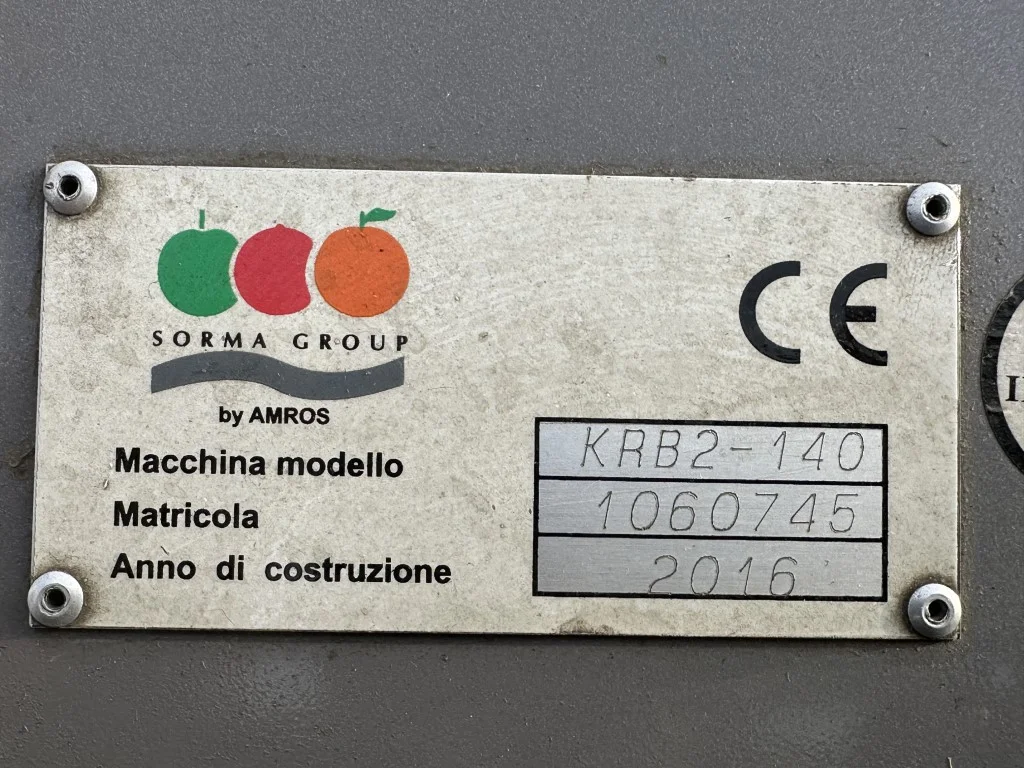 SORMA GROUP
by AMROS
CE
Macchina modello KRB2-140
Matricola 1060745
Anno di costruzione 2016